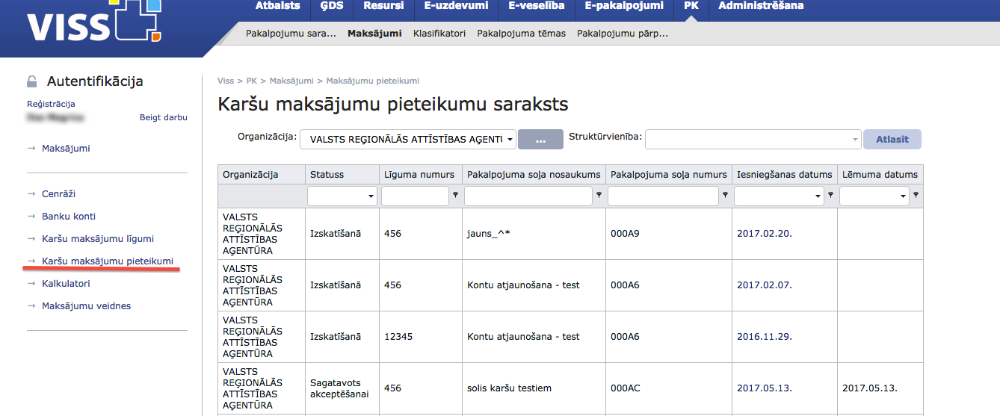 VISS
Atbalsts ĢDS Resursi E-uzdevumi E-veselība E-pakalpojumi PK Administrēšana
Pakalpojumu sara... Maksājumi Klasifikatori Pakalpojuma tēmas Pakalpojumu pārp...
Autentifikācija
Reģistrācija
Beigt darbu
Maksājumi
Cenrāži
Banku konti
Karšu maksājumu līgumi
Karšu maksājumu pieteikumi
Kalkulatori
Maksājumu veidnes
Viss > PK > Maksājumi > Maksājumu pieteikumi
Karšu maksājumu pieteikumu saraksts
Organizācija: VALSTS REĢIONĀLĀS ATTĪSTĪBAS AĢENTŪ ... Struktūrvienība: Atlasīt
Organizācija Statuss Līguma numurs Pakalpojuma soļa nosaukums Pakalpojuma soļa numurs Iesniegšanas datums Lēmuma datums
VALSTS
REĢIONĀLĀS
ATTĪSTĪBAS
AĢENTŪRA
Izskatīšanā 456 jauns_^* 000A9 2017.02.20.
VALSTS
REĢIONĀLĀS
ATTĪSTĪBAS
AĢENTŪRA
Izskatīšanā 456 Kontu atjaunošana - test 000A6 2017.02.07.
VALSTS
REĢIONĀLĀS
ATTĪSTĪBAS
AĢENTŪRA
Izskatīšanā 12345 Kontu atjaunošana - test 000A6 2016.11.29.
VALSTS
REĢIONĀLĀS
ATTĪSTĪBAS
AĢENTŪRA
Sagatavots
akceptēšanai
456 solis karšu testiem 000AC 2017.05.13. 2017.05.13.